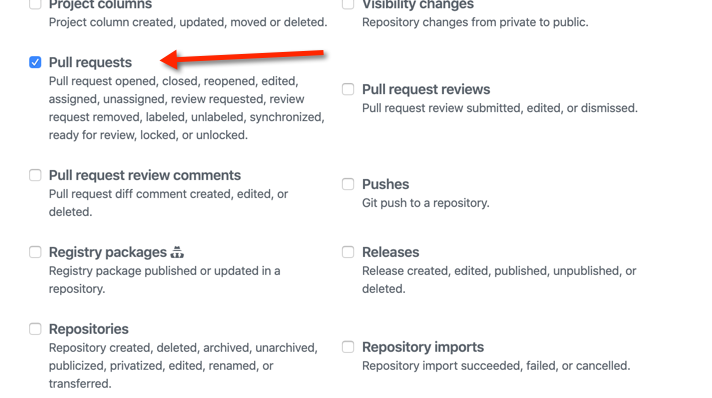 Project columns
Project column created, updated, moved or deleted.
Visibility changes
Repository changes from private to public.
Pull requests
Pull request opened, closed, reopened, edited,
assigned, unassigned, review requested, review
request removed, labeled, unlabeled, synchronized,
ready for review, locked, or unlocked.
Pull request reviews
Pull request review submitted, edited, or dismissed.
Pull request review comments
Pull request diff comment created, edited, or
deleted.
Pushes
Git push to a repository.
Registry packages
Registry package published or updated in a
repository.
Releases
Release created, edited, published, unpublished, or
deleted.
Repositories
Repository created, deleted, archived, unarchived,
publicized, privatized, edited, renamed, or
transferred.
Repository imports
Repository import succeeded, failed, or cancelled.